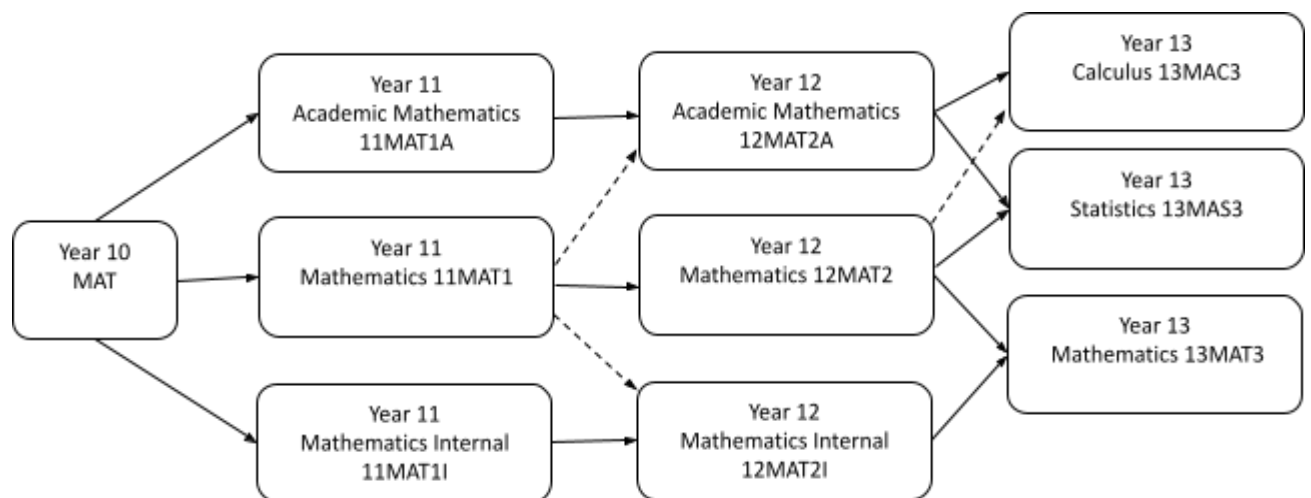 Year 10
MAT
Year 11
Academic Mathematics
11MAT1A
Year 11
Mathematics 11MAT1
Year 11
Mathematics Internal
11MAT1I
Year 12
Academic Mathematics
12MAT2A
Year 12
Mathematics 12MAT2
Year 12
Mathematics Internal
12MAT2I
Year 13
Calculus 13MAC3
Year 13
Statistics 13MAS3
Year 13
Mathematics 13MAT3